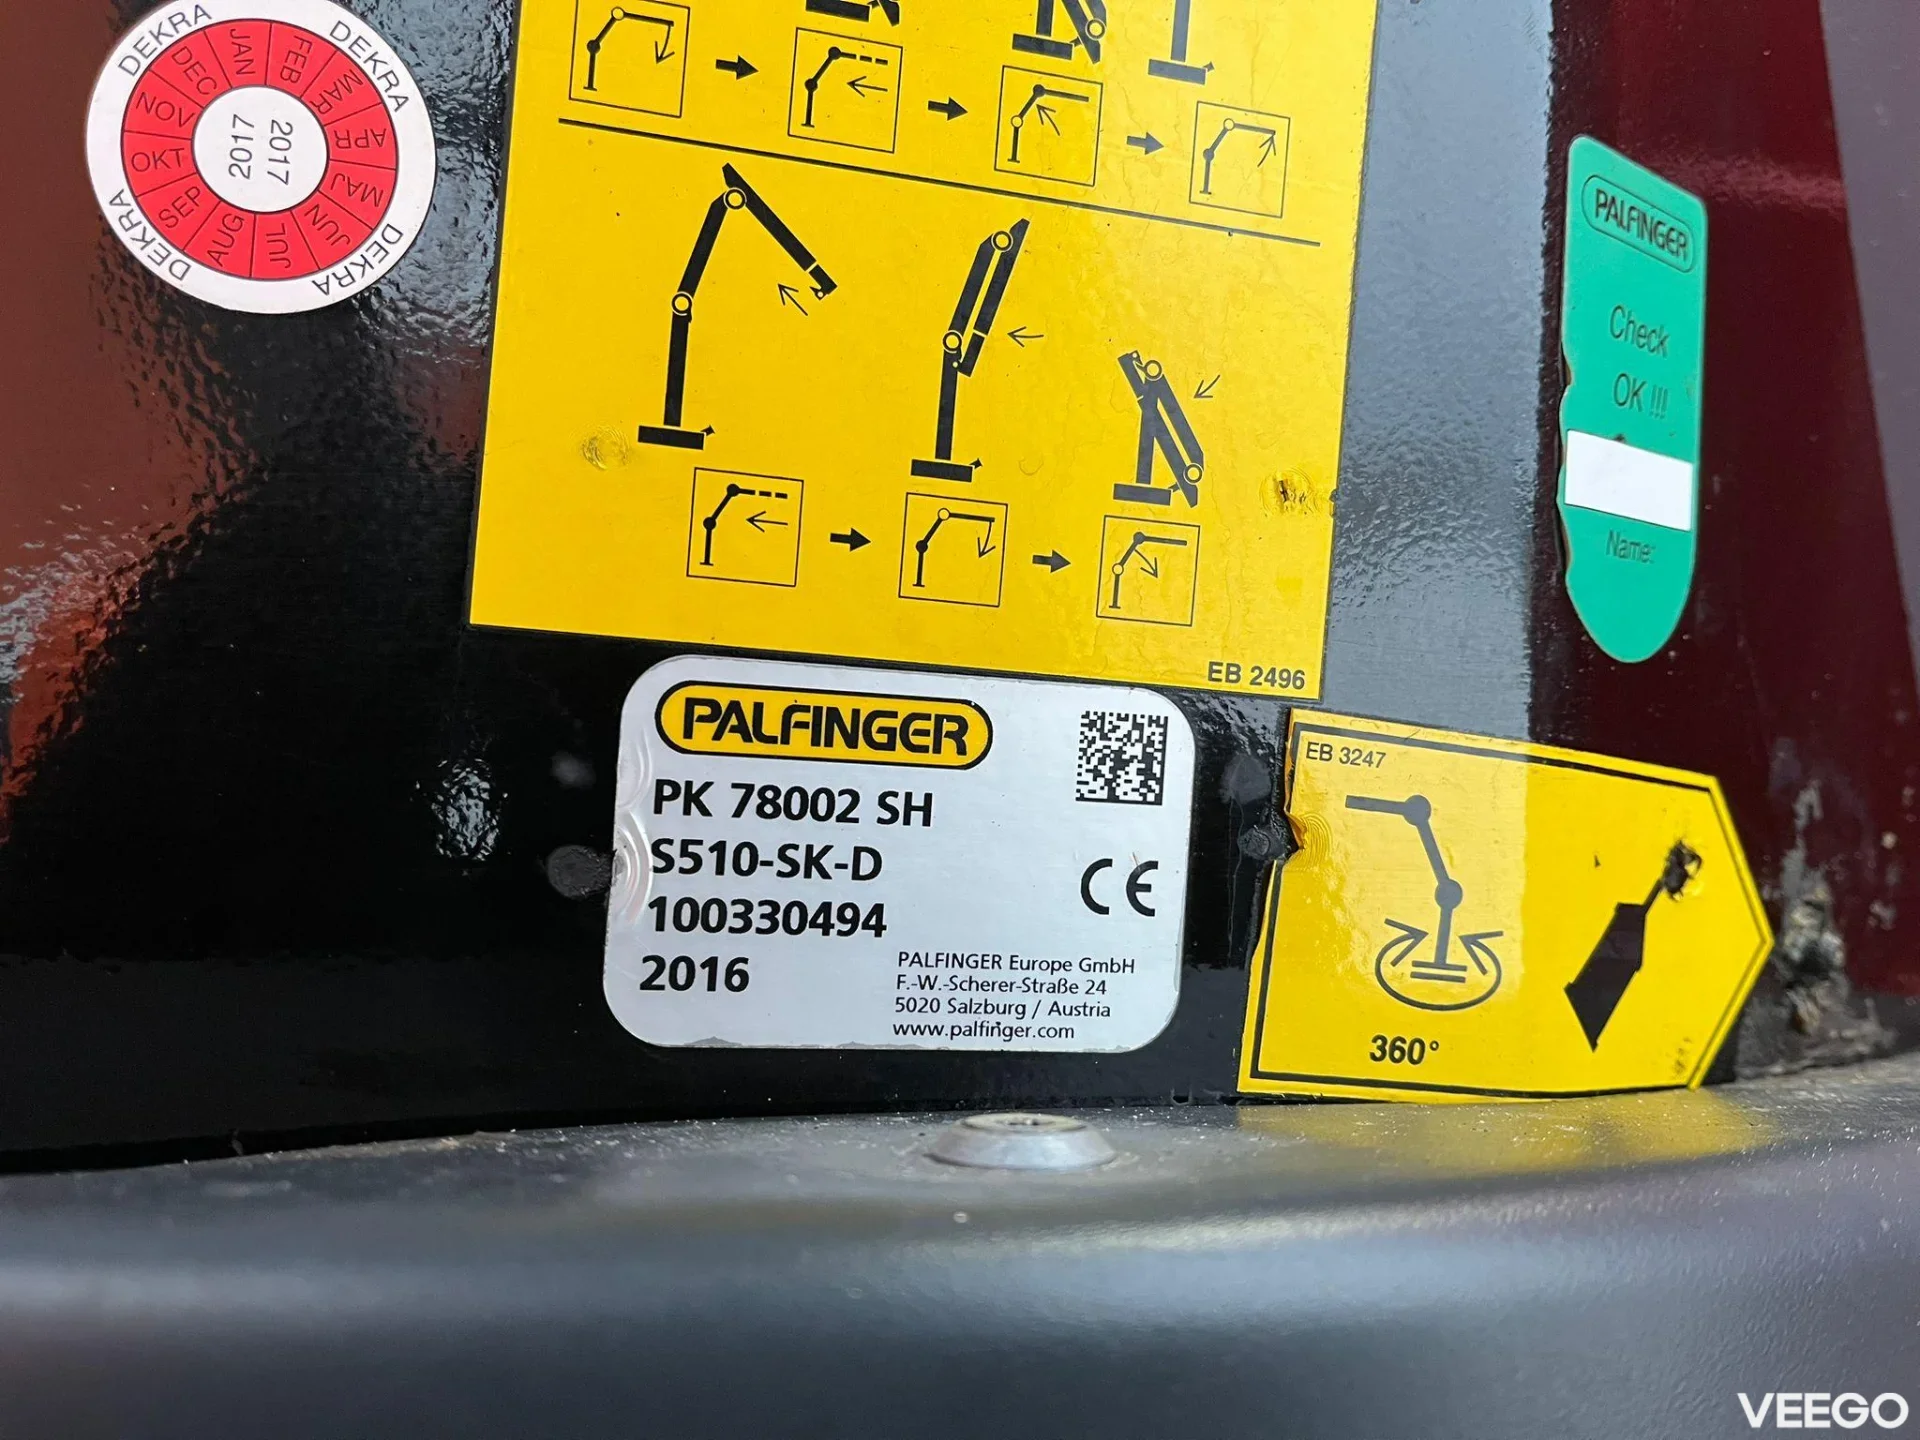 DEKRA DEKRA DEKRA DEKRA
JAN FEB MAR APR MAJ JUN JUL AUG SEP OKT NOV DEC
2017 2017
EB 2496
PALFINGER
Check
OK !!!
Name:
PALFINGER
PK 78002 SH
S510-SK-D
100330494
2016
CE
PALFINGER Europe GmbH
F.-W.-Scherer-Straße 24
5020 Salzburg / Austria
www.palfinger.com
EB 3247
360°
VEEGO